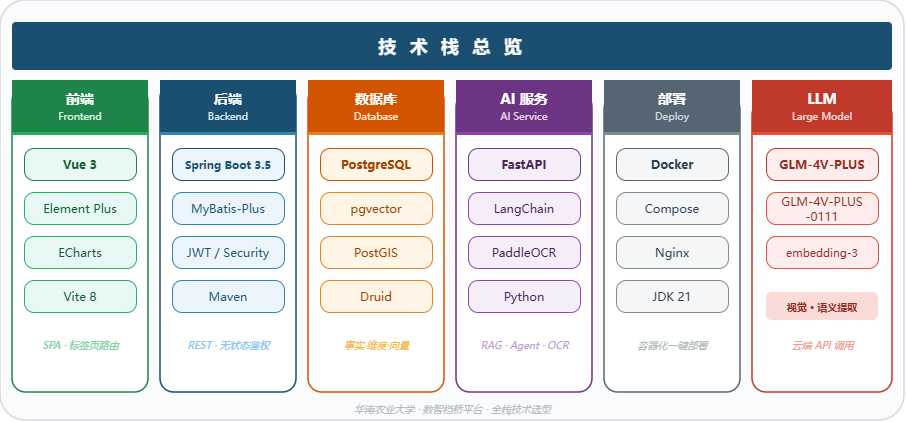 技术栈总览
前端
Frontend
Vue 3
Element Plus
ECharts
Vite 8
SPA · 标签页路由
后端
Backend
Spring Boot 3.5
MyBatis-Plus
JWT / Security
Maven
REST · 无状态鉴权
数据库
Database
PostgreSQL
pgvector
PostGIS
Druid
事实·维度·向量
AI 服务
AI Service
FastAPI
LangChain
PaddleOCR
Python
RAG · Agent · OCR
部署
Deploy
Docker
Compose
Nginx
JDK 21
容器化一键部署
LLM
Large Model
GLM-4V-PLUS
GLM-4V-PLUS
-0111
embedding-3
视觉 · 语义提取
云端 API 调用
华南农业大学 · 数智档桥平台 · 全栈技术选型